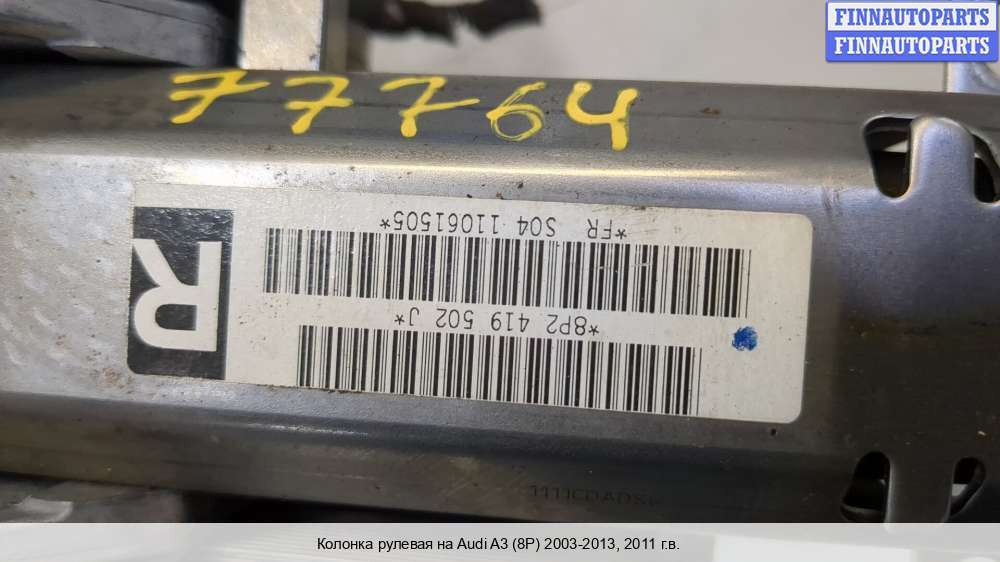 FINNAUTOPARTS
FINNAUTOPARTS
77764
R
*8P2 419 502 J*
*FR S04 11061505*
Колонка рулевая на Audi A3 (8P) 2003-2013, 2011 г.в.